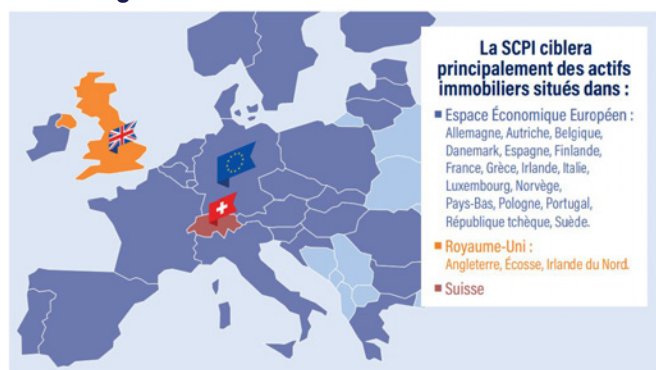 La SCPI ciblera
principalement des actifs
immobiliers situés dans :
■ Espace Économique Européen :
Allemagne, Autriche, Belgique,
Danemark, Espagne, Finlande,
France, Grèce, Irlande, Italie,
Luxembourg, Norvège,
Pays-Bas, Pologne, Portugal,
République tchèque, Suède.
■ Royaume-Uni :
Angleterre, Écosse, Irlande du Nord.
■ Suisse